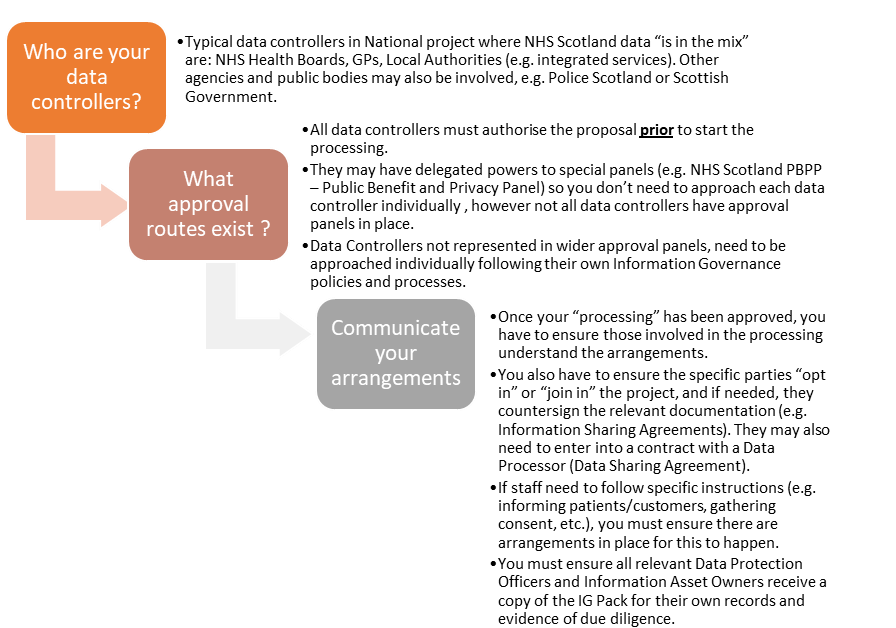 Who are your
data
controllers?
•Typical data controllers in National project where NHS Scotland data “is in the mix”
are: NHS Health Boards, GPs, Local Authorities (e.g. integrated services). Other
agencies and public bodies may also be involved, e.g. Police Scotland or Scottish
Government.
What
approval
routes exist ?
•All data controllers must authorise the proposal prior to start the
processing.
•They may have delegated powers to special panels (e.g. NHS Scotland PBPP
– Public Benefit and Privacy Panel) so you don’t need to approach each data
controller individually , however not all data controllers have approval
panels in place.
•Data Controllers not represented in wider approval panels, need to be
approached individually following their own Information Governance
policies and processes.
Communicate
your
arrangements
•Once your “processing” has been approved, you
have to ensure those involved in the processing
understand the arrangements.
•You also have to ensure the specific parties “opt
in” or “join in” the project, and if needed, they
countersign the relevant documentation (e.g.
Information Sharing Agreements). They may also
need to enter into a contract with a Data
Processor (Data Sharing Agreement).
•If staff need to follow specific instructions (e.g.
informing patients/customers, gathering
consent, etc.), you must ensure there are
arrangements in place for this to happen.
•You must ensure all relevant Data Protection
Officers and Information Asset Owners receive a
copy of the IG Pack for their own records and
evidence of due diligence.